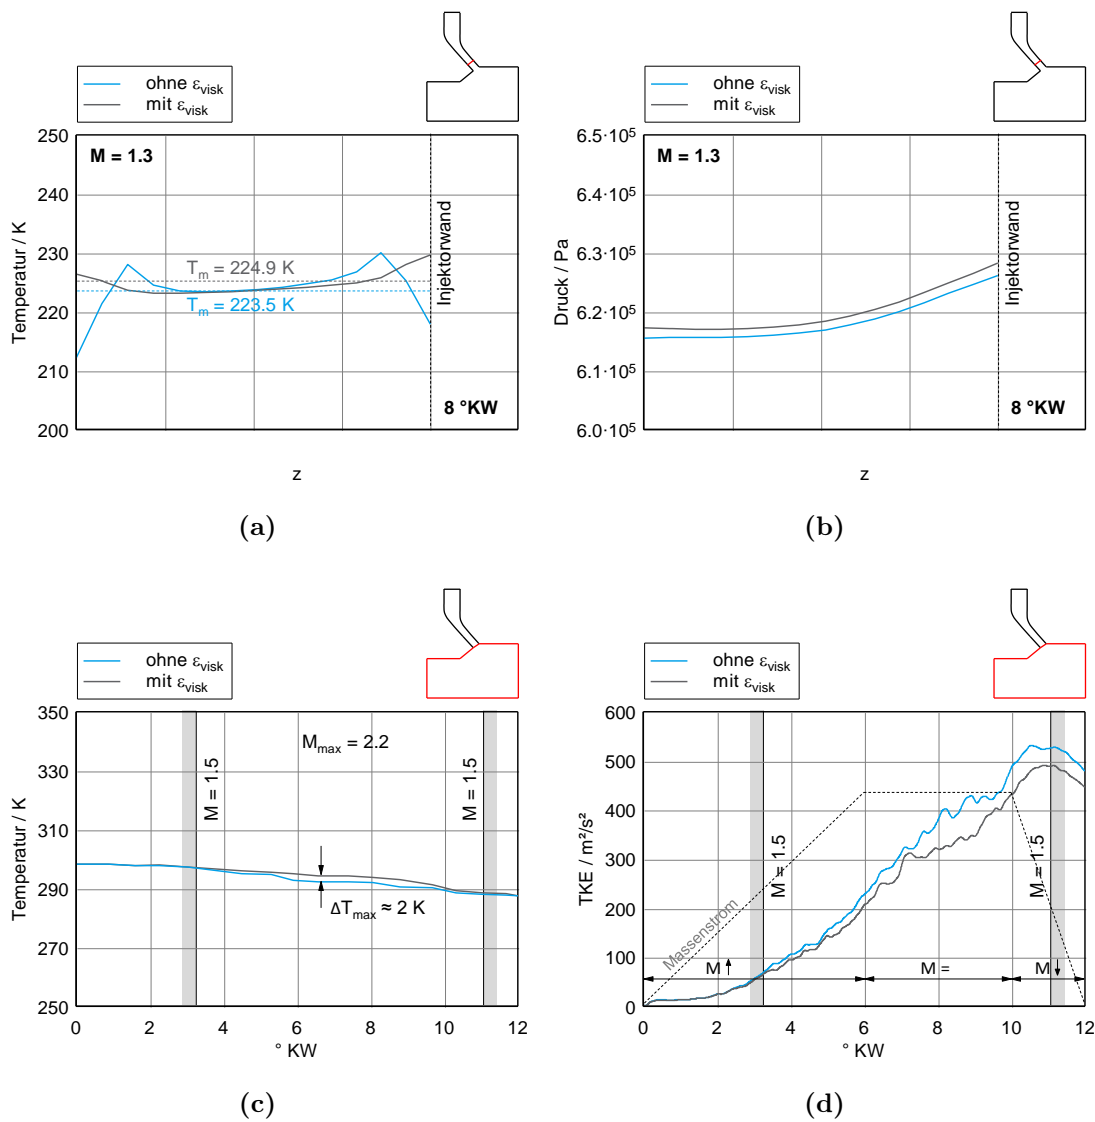 ohne εvisk
mit εvisk
M = 1.3
Temperatur / K
250
240
230
220
210
200
Tm = 224.9 K
Tm = 223.5 K
Injektorwand
8 °KW
z
(a)
ohne εvisk
mit εvisk
M = 1.3
Druck / Pa
6.5·10⁵
6.4·10⁵
6.3·10⁵
6.2·10⁵
6.1·10⁵
6.0·10⁵
Injektorwand
8 °KW
z
(b)
ohne εvisk
mit εvisk
Temperatur / K
350
330
310
290
270
250
Mmax = 2.2
M = 1.5
M = 1.5
ΔTmax ≈ 2 K
0 2 4 6 8 10 12
° KW
(c)
ohne εvisk
mit εvisk
TKE / m²/s²
600
500
400
300
200
100
0
M = 1.5
M = 1.5
Massenstrom
M M = M
0 2 4 6 8 10 12
° KW
(d)